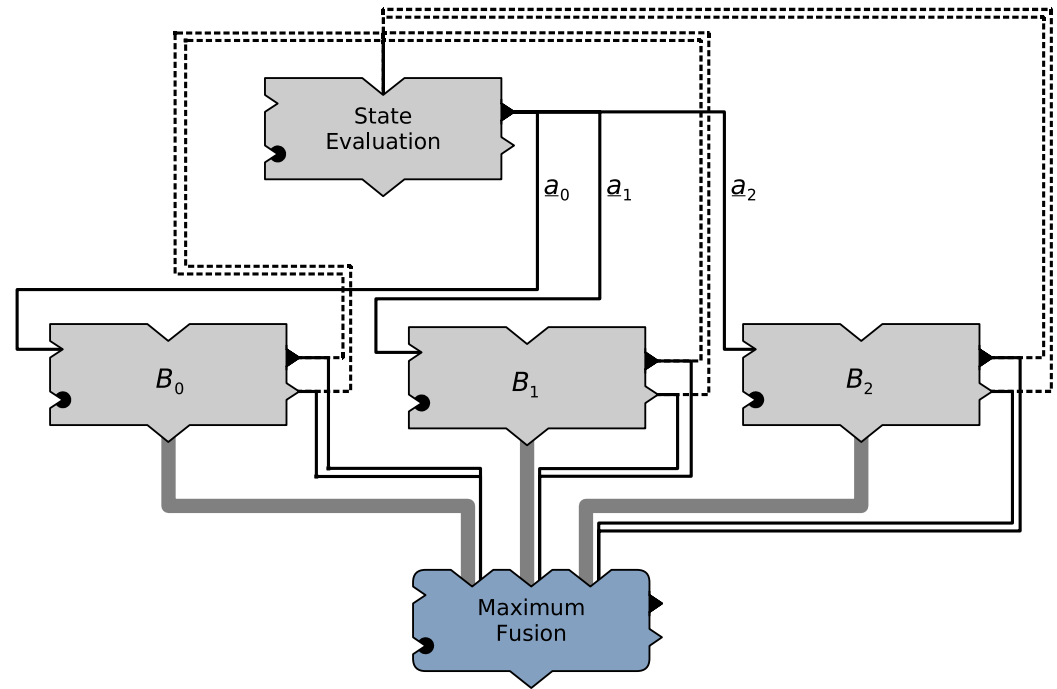 State
Evaluation
a₀
a₁
a₂
B₀
B₁
B₂
Maximum
Fusion